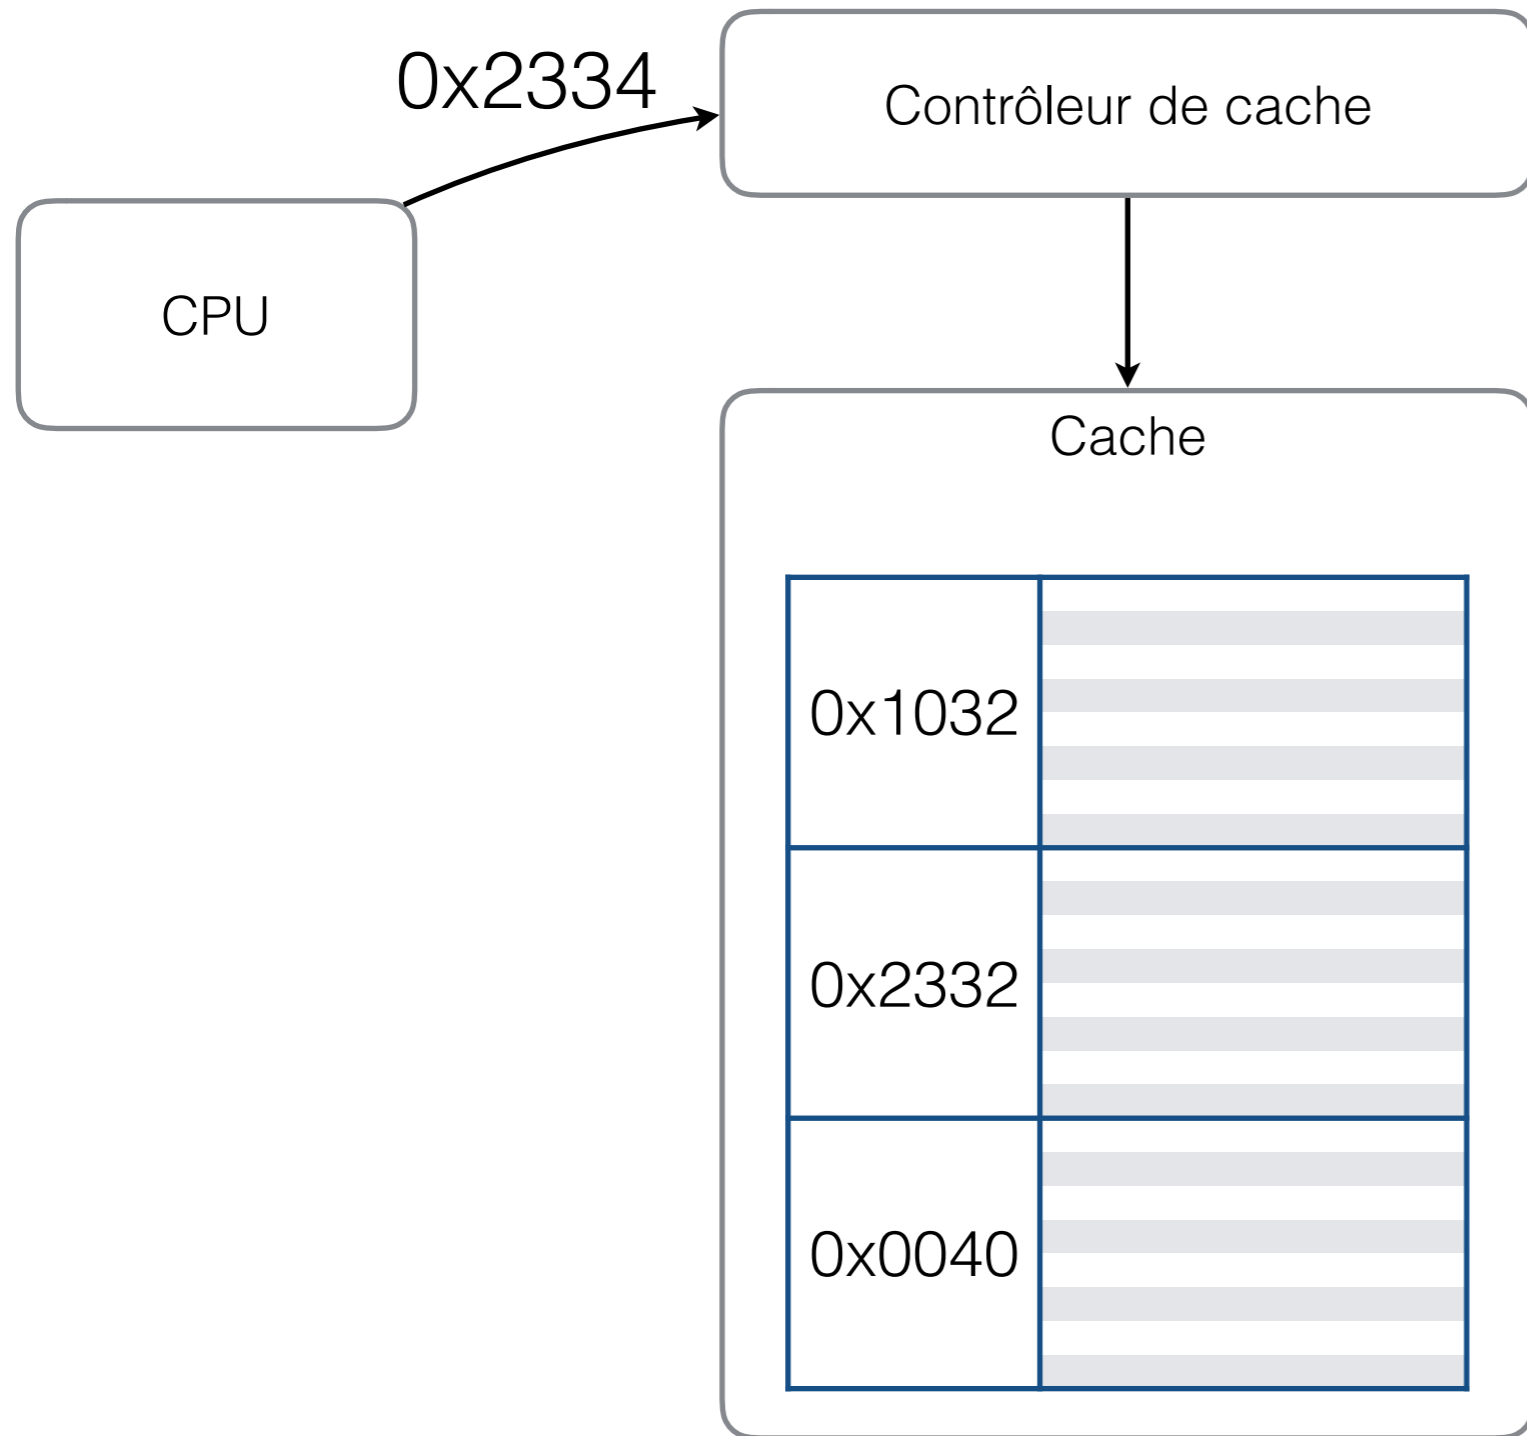 0x2334
Contrôleur de cache
CPU
Cache
0x1032
0x2332
0x0040